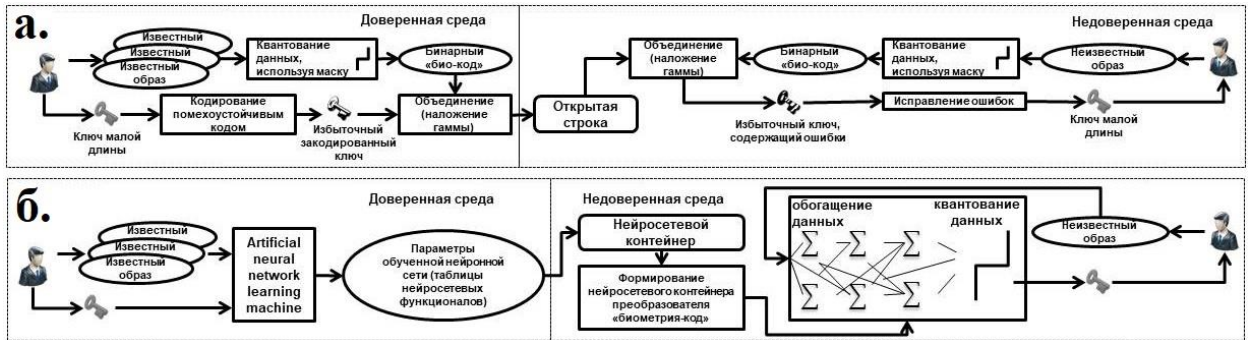 а.
Доверенная среда
Известный
Известный
Известный
образ
Квантование
данных,
используя маску
Бинарный
«био-код»
Ключ малой
длины
Кодирование
помехоустойчивым
кодом
Избыточный
закодированный
ключ
Объединение
(наложение
гаммы)
Открытая
строка
Недоверенная среда
Объединение
(наложение
гаммы)
Бинарный
«био-код»
Квантование
данных,
используя маску
Неизвестный
образ
Избыточный ключ,
содержащий ошибки
Исправление ошибок
Ключ малой
длины
б.
Доверенная среда
Известный
Известный
Известный
образ
Artificial
neural
network
learning
machine
Параметры
обученной нейронной
сети (таблицы
нейросетевых
функционалов)
Недоверенная среда
Нейросетевой
контейнер
Формирование
нейросетевого контейнера
преобразователя
«биометрия-код»
обогащение
данных
квантование
данных
∑ ∑ ∑
∑ ∑ ∑
Неизвестный
образ